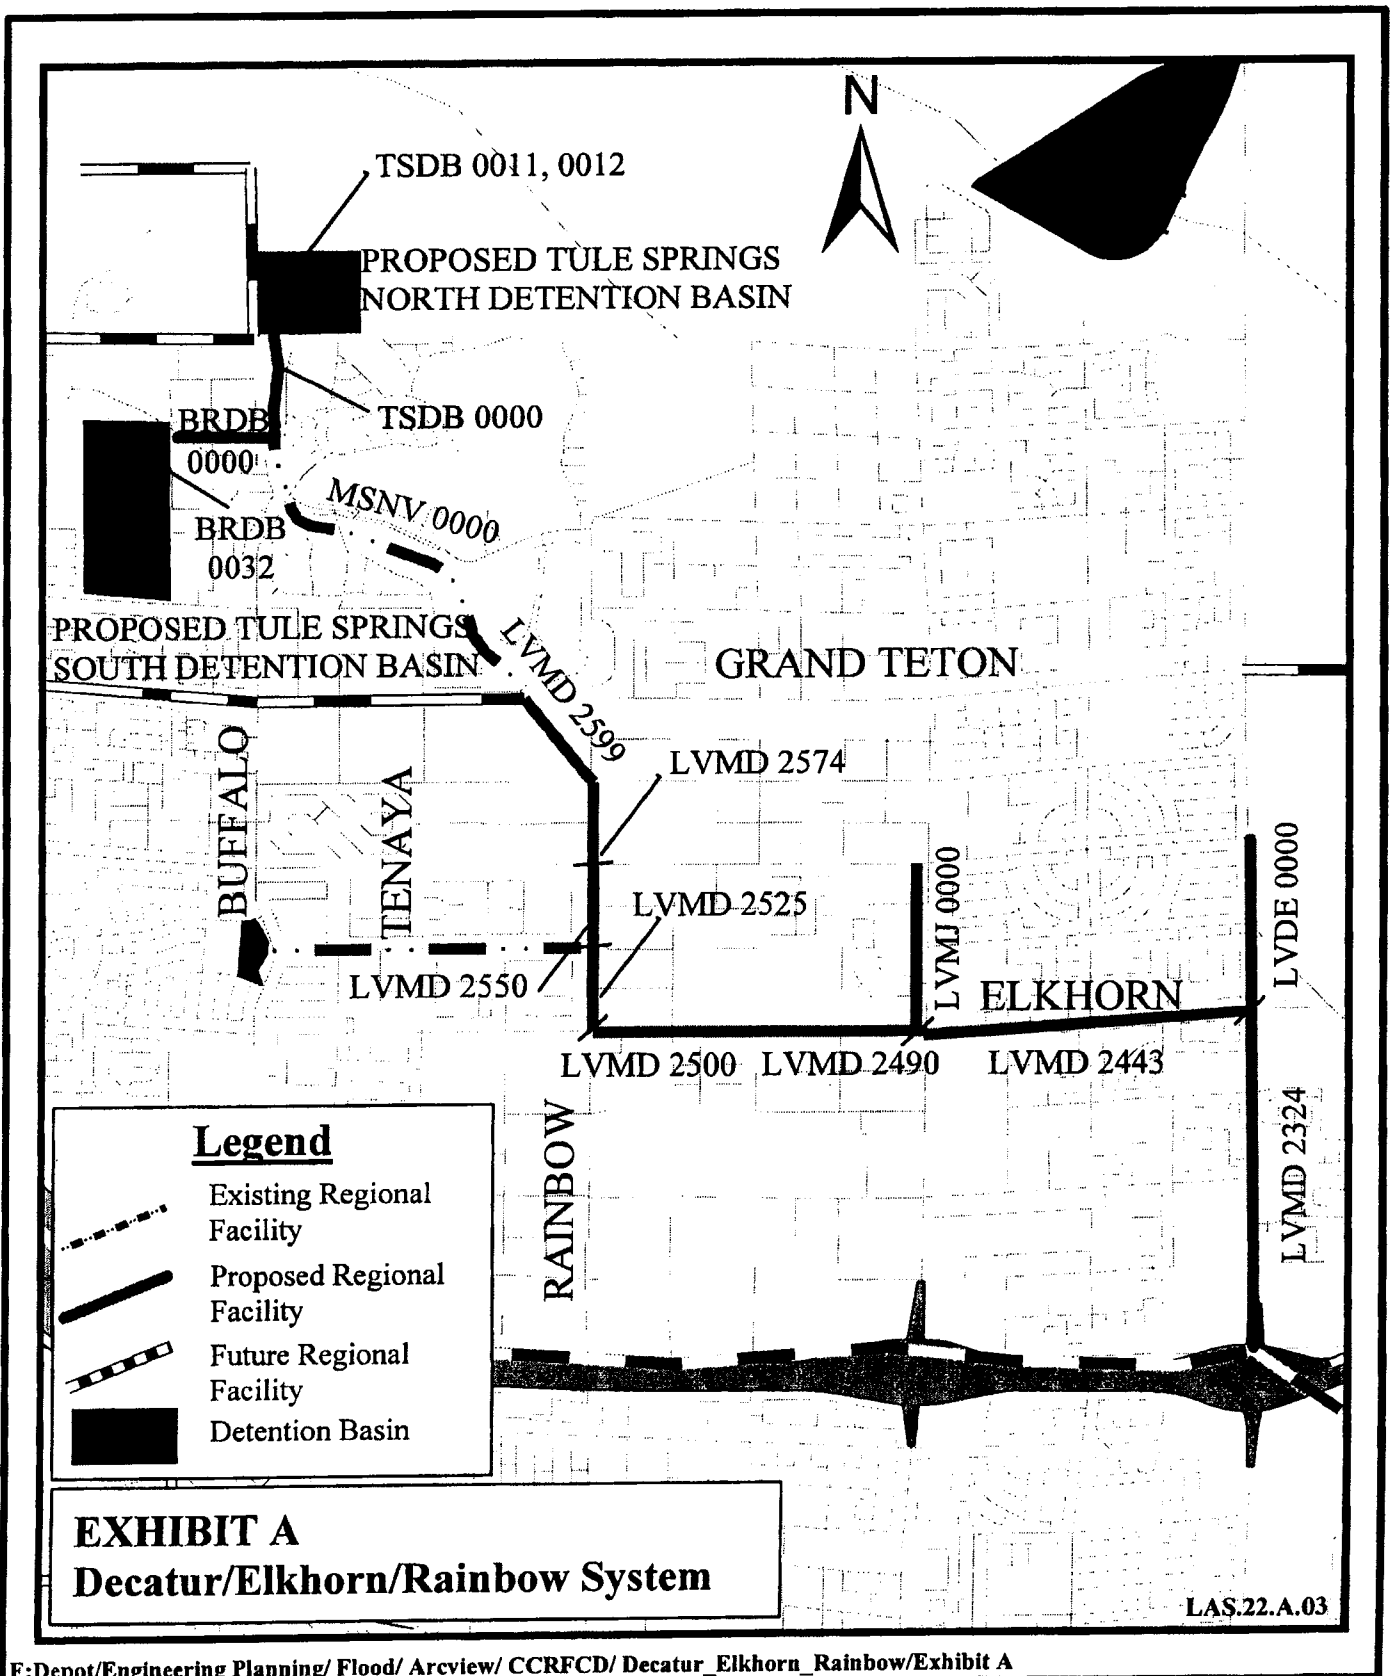 N
TSDB 0011, 0012
PROPOSED TULE SPRINGS
NORTH DETENTION BASIN
TSDB 0000
BRDB
0000
MSNV 0000
BRDB
0032
PROPOSED TULE SPRINGS
SOUTH DETENTION BASIN
LVMD 2599
GRAND TETON
LVMD 2574
BUFFALO
TENAYA
LVMD 2525
LVMJ 0000
LVDE 0000
LVMD 2550
ELKHORN
LVMD 2500
LVMD 2490
LVMD 2443
RAINBOW
LVMD 2324
Legend
Existing Regional
Facility
Proposed Regional
Facility
Future Regional
Facility
Detention Basin
EXHIBIT A
Decatur/Elkhorn/Rainbow System
LAS.22.A.03
F:Depot/Engineering Planning/ Flood/ Arcview/ CCRFCD/ Decatur_Elkhorn_Rainbow/Exhibit A